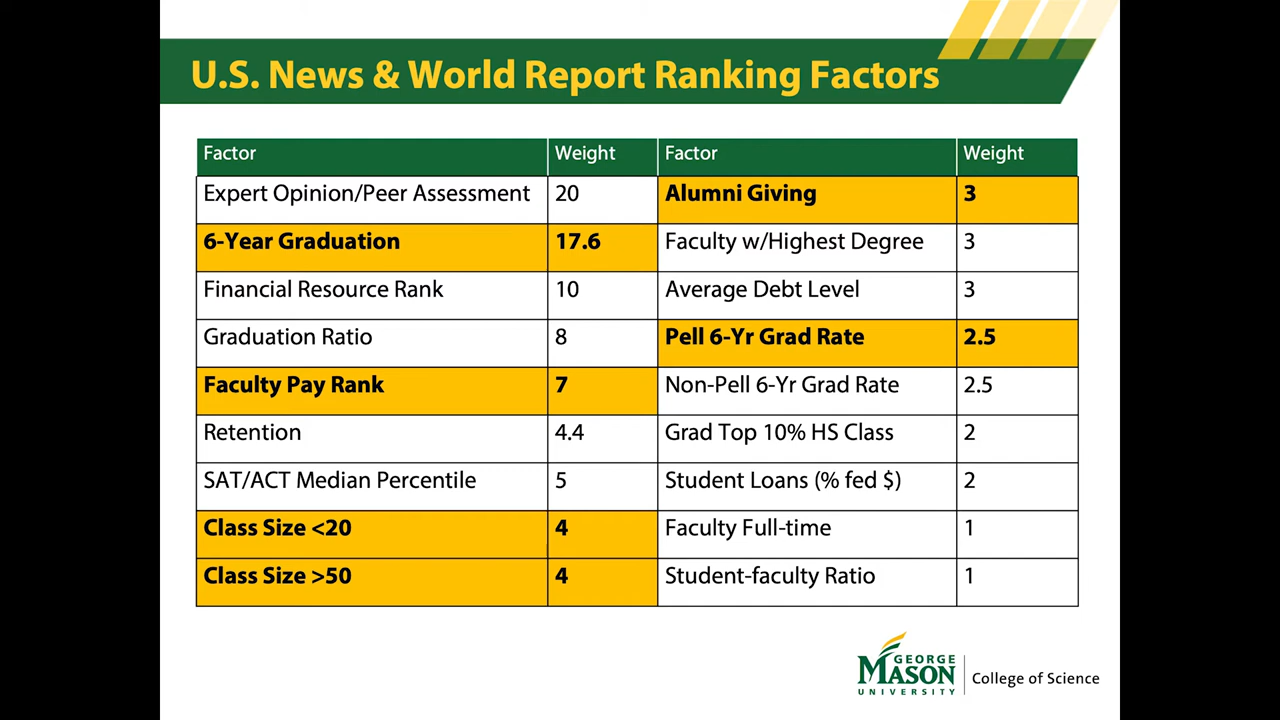 U.S. News & World Report Ranking Factors
Factor Weight Factor Weight
Expert Opinion/Peer Assessment 20 Alumni Giving 3
6-Year Graduation 17.6 Faculty w/Highest Degree 3
Financial Resource Rank 10 Average Debt Level 3
Graduation Ratio 8 Pell 6-Yr Grad Rate 2.5
Faculty Pay Rank 7 Non-Pell 6-Yr Grad Rate 2.5
Retention 4.4 Grad Top 10% HS Class 2
SAT/ACT Median Percentile 5 Student Loans (% fed $) 2
Class Size <20 4 Faculty Full-time 1
Class Size >50 4 Student-faculty Ratio 1
GEORGE
MASON
UNIVERSITY
College of Science